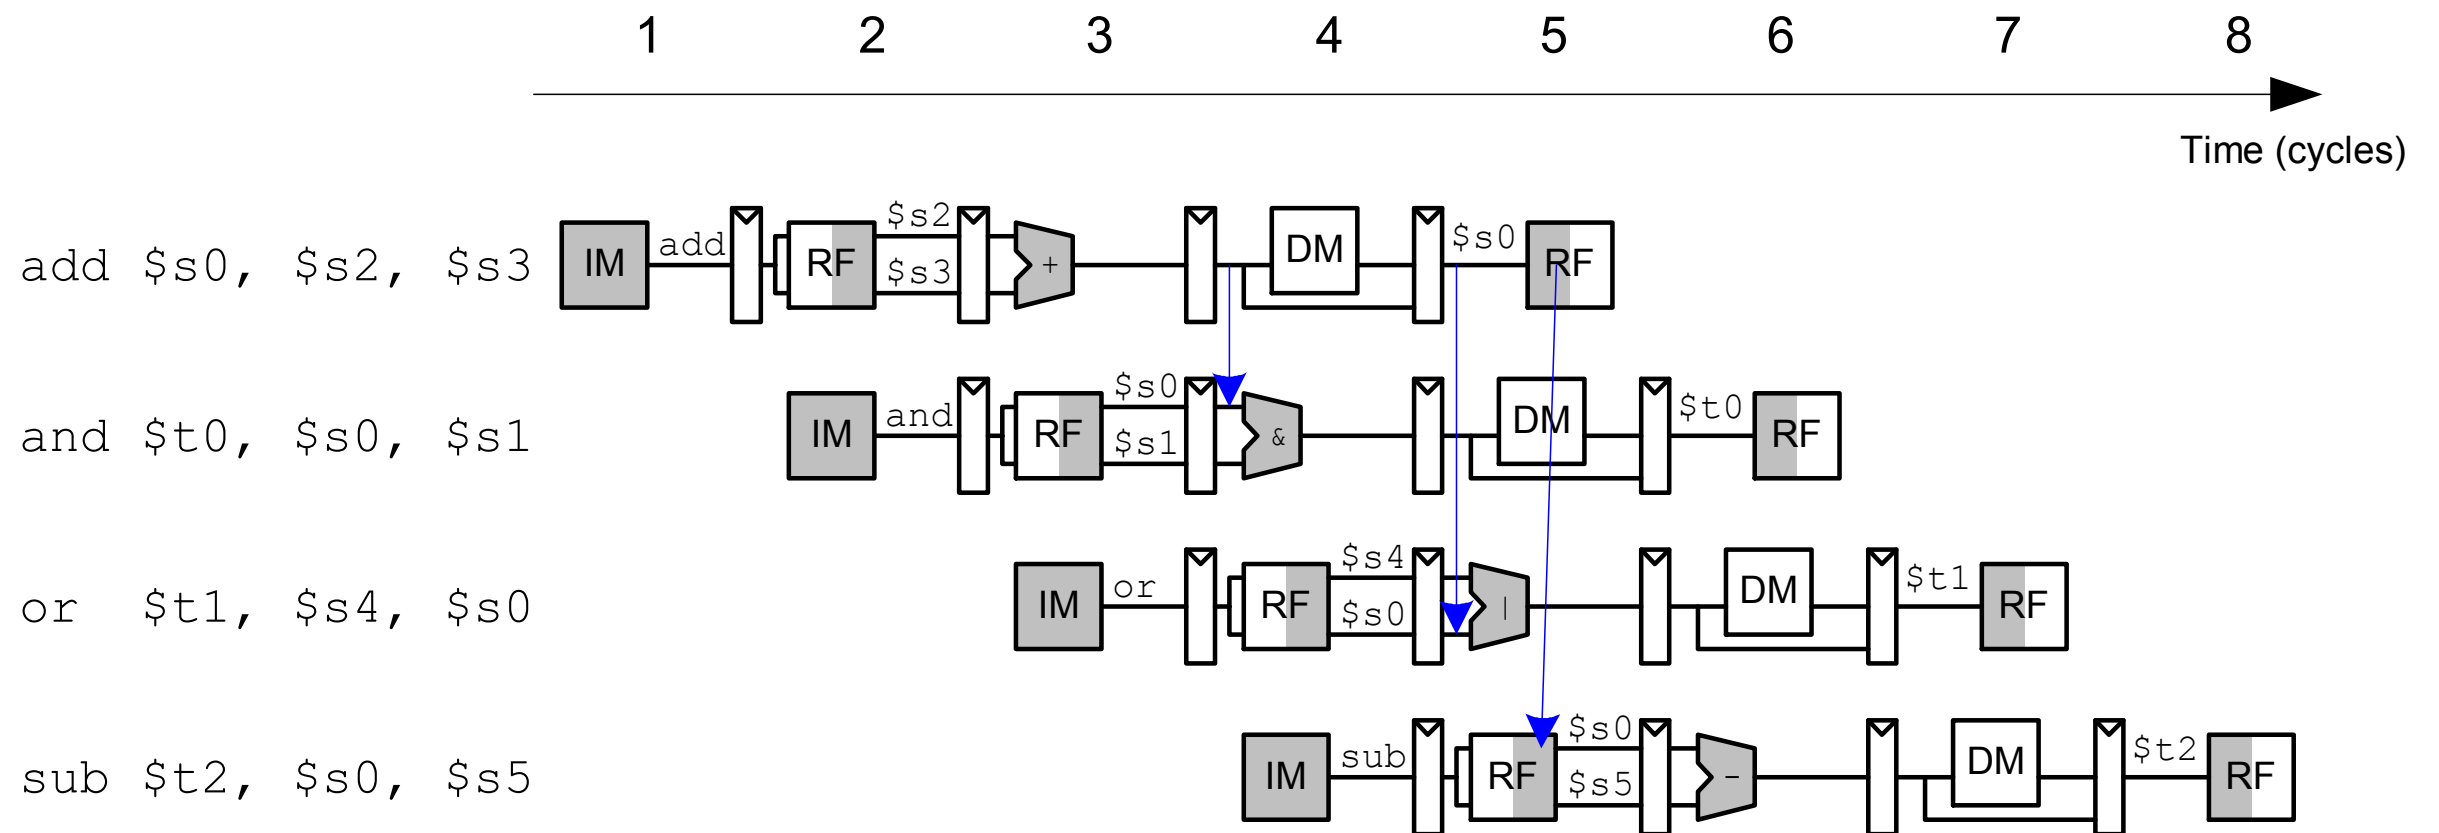 1 2 3 4 5 6 7 8
Time (cycles)
add $s0, $s2, $s3 IM add RF $s2 $s3 + DM $s0 RF
and $t0, $s0, $s1 IM and RF $s0 $s1 & DM $t0 RF
or $t1, $s4, $s0 IM or RF $s4 $s0 | DM $t1 RF
sub $t2, $s0, $s5 IM sub RF $s0 $s5 - DM $t2 RF